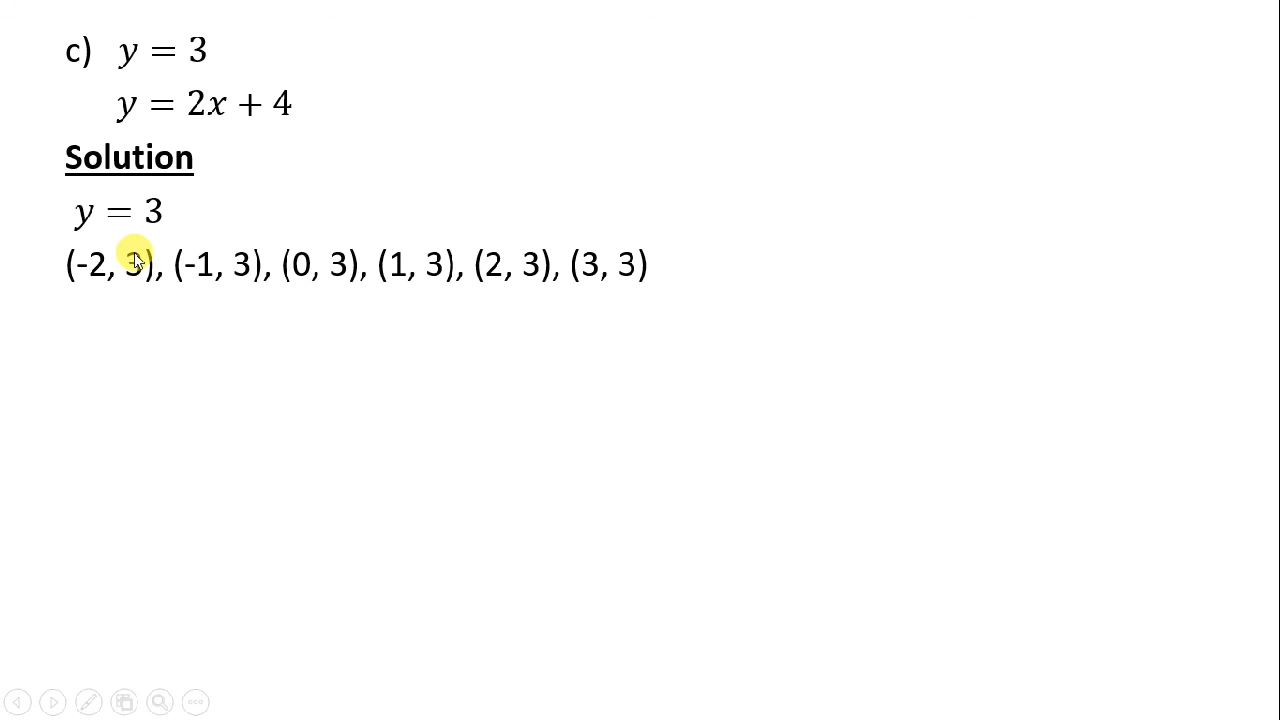 c) y = 3
y = 2x + 4
Solution
y = 3
(-2, 3), (-1, 3), (0, 3), (1, 3), (2, 3), (3, 3)